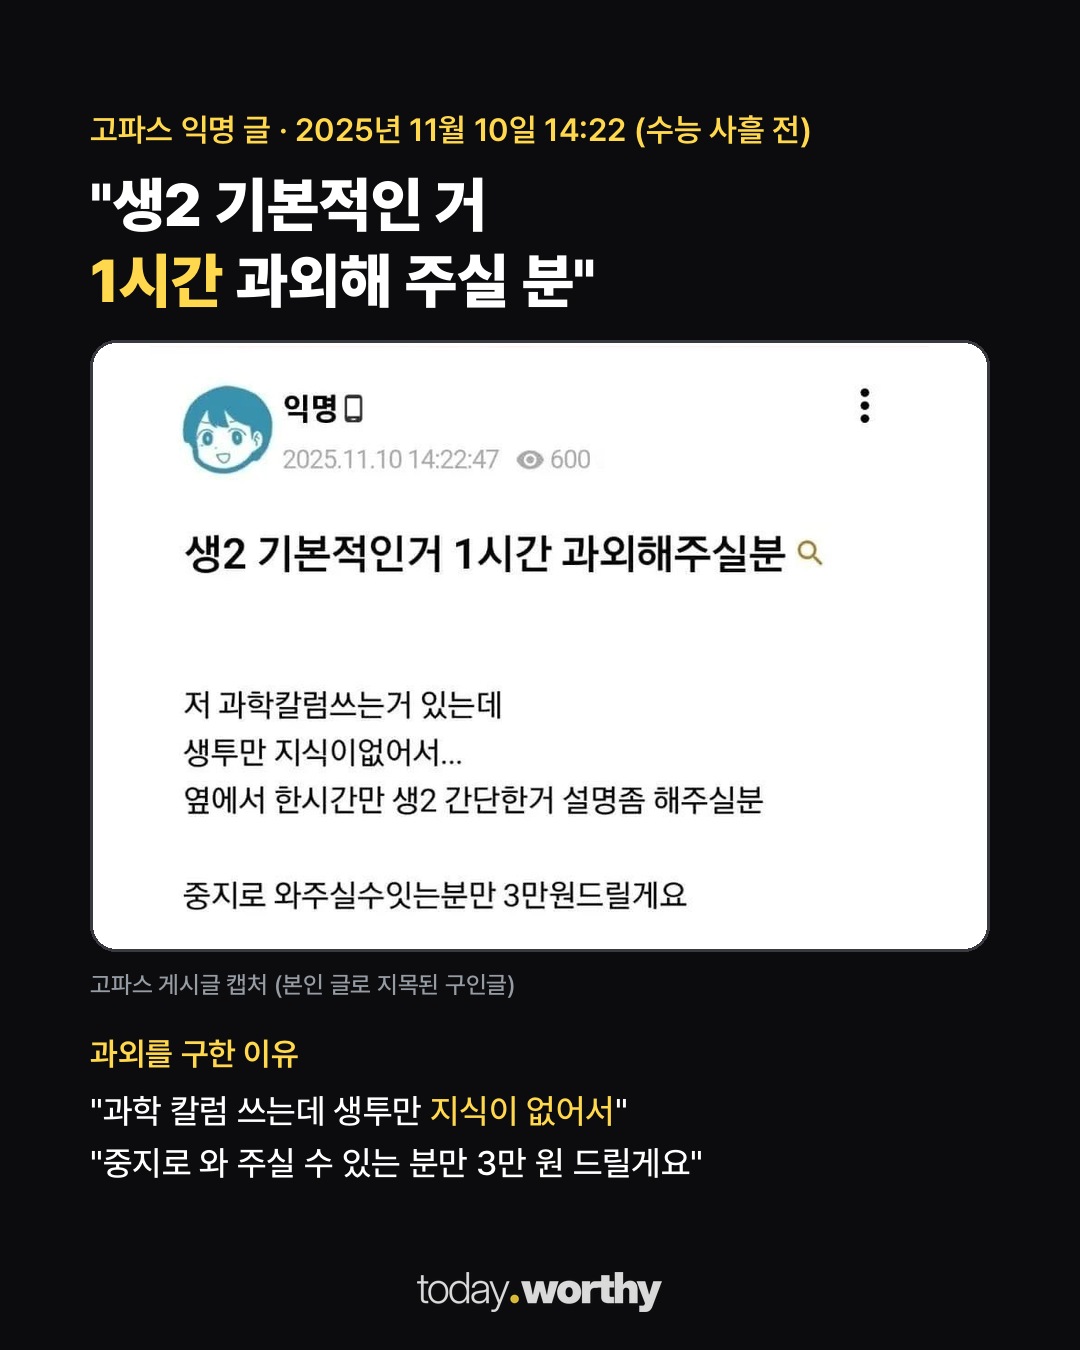 고파스 익명 글 · 2025년 11월 10일 14:22 (수능 사흘 전)
"생2 기본적인 거
1시간 과외해 주실 분"
익명
2025.11.10 14:22:47 600
생2 기본적인거 1시간 과외해주실분
저 과학칼럼쓰는거 있는데
생투만 지식이없어서...
옆에서 한시간만 생2 간단한거 설명좀 해주실분
중지로 와주실수잇는분만 3만원드릴게요
고파스 게시글 캡처 (본인 글로 지목된 구인글)
과외를 구한 이유
"과학 칼럼 쓰는데 생투만 지식이 없어서"
"중지로 와 주실 수 있는 분만 3만 원 드릴게요"
today.worthy